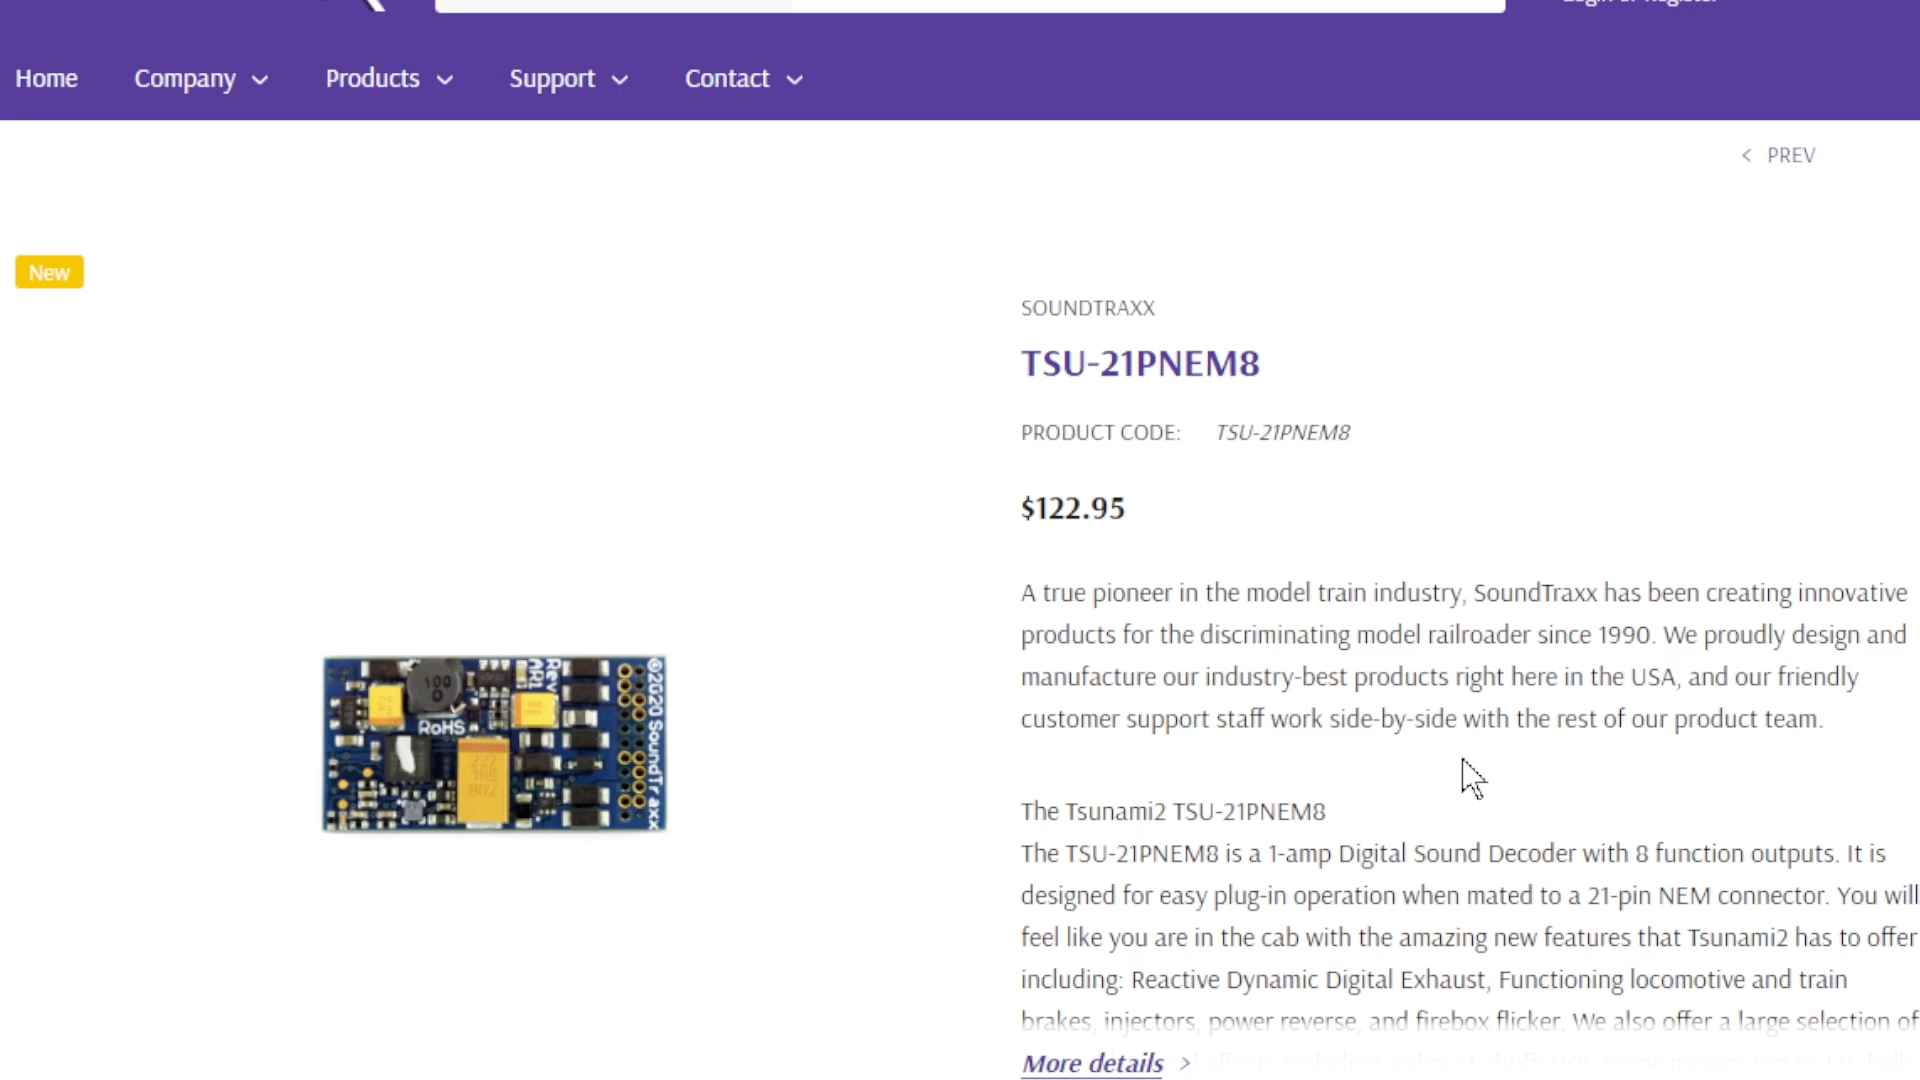 Home
Company
Products
Support
Contact
PREV
New
SOUNDTRAXX
TSU-21PNEM8
PRODUCT CODE: TSU-21PNEM8
$122.95
A true pioneer in the model train industry, SoundTraxx has been creating innovative
products for the discriminating model railroader since 1990. We proudly design and
manufacture our industry-best products right here in the USA, and our friendly
customer support staff work side-by-side with the rest of our product team.
The Tsunami2 TSU-21PNEM8
The TSU-21PNEM8 is a 1-amp Digital Sound Decoder with 8 function outputs. It is
designed for easy plug-in operation when mated to a 21-pin NEM connector. You will
feel like you are in the cab with the amazing new features that Tsunami2 has to offer
including: Reactive Dynamic Digital Exhaust, Functioning locomotive and train
brakes, injectors, power reverse, and firebox flicker. We also offer a large selection of
More details
100
RoHS
Rev
©2020 SoundTraxx